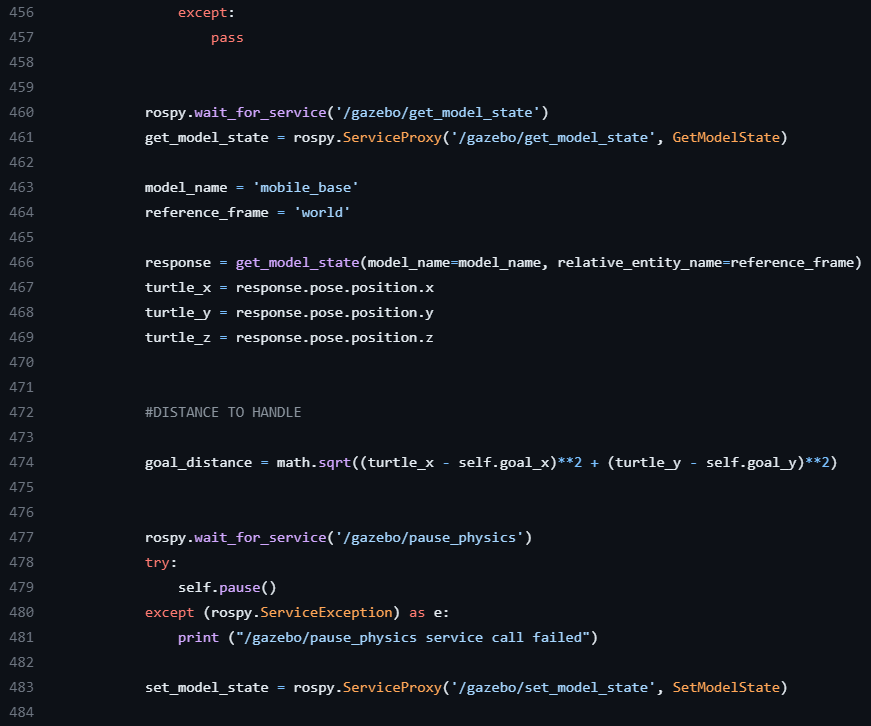 456                 except:
457                     pass
458
459
460             rospy.wait_for_service('/gazebo/get_model_state')
461             get_model_state = rospy.ServiceProxy('/gazebo/get_model_state', GetModelState)
462
463             model_name = 'mobile_base'
464             reference_frame = 'world'
465
466             response = get_model_state(model_name=model_name, relative_entity_name=reference_frame)
467             turtle_x = response.pose.position.x
468             turtle_y = response.pose.position.y
469             turtle_z = response.pose.position.z
470
471
472             #DISTANCE TO HANDLE
473
474             goal_distance = math.sqrt((turtle_x - self.goal_x)**2 + (turtle_y - self.goal_y)**2)
475
476
477             rospy.wait_for_service('/gazebo/pause_physics')
478             try:
479                 self.pause()
480             except (rospy.ServiceException) as e:
481                 print ("/gazebo/pause_physics service call failed")
482
483             set_model_state = rospy.ServiceProxy('/gazebo/set_model_state', SetModelState)
484